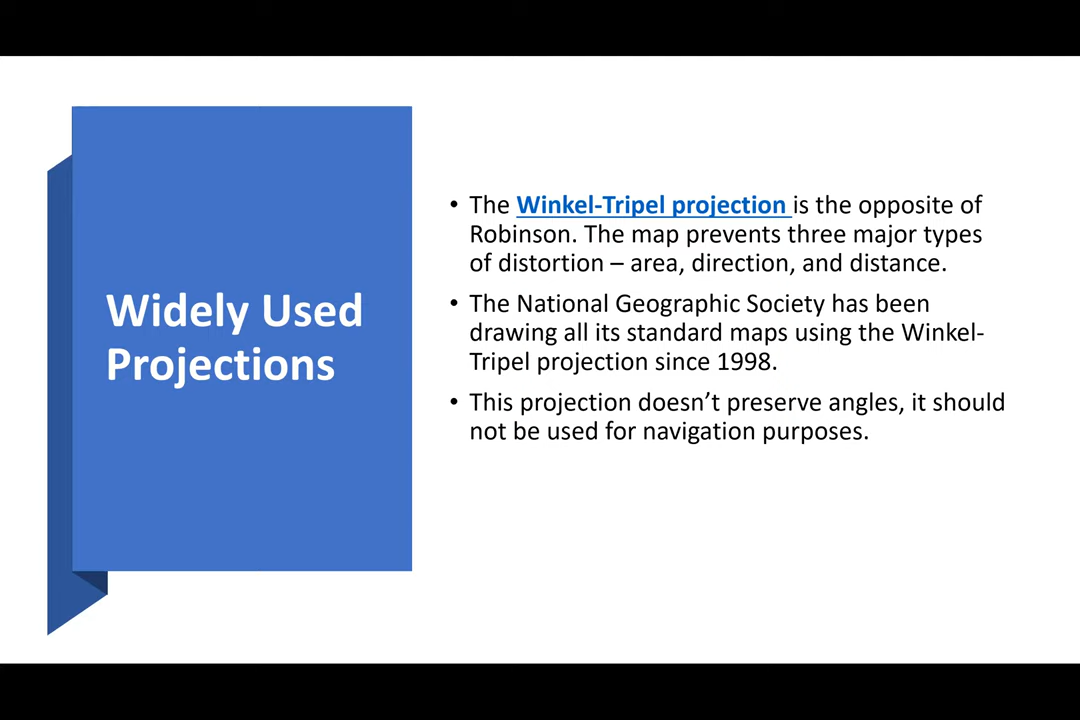 Widely Used
Projections
• The Winkel-Tripel projection is the opposite of
Robinson. The map prevents three major types
of distortion – area, direction, and distance.
• The National Geographic Society has been
drawing all its standard maps using the Winkel-
Tripel projection since 1998.
• This projection doesn’t preserve angles, it should
not be used for navigation purposes.